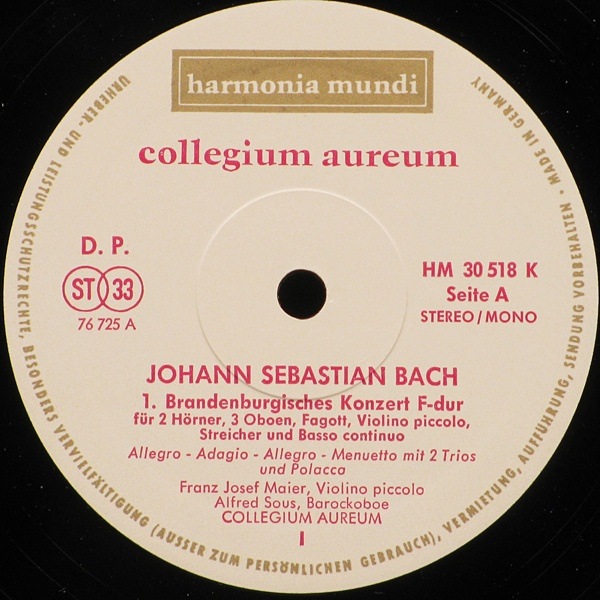 harmonia mundi
collegium aureum
D. P.
ST 33
76 725 A
HM 30 518 K
Seite A
STEREO/MONO
JOHANN SEBASTIAN BACH
1. Brandenburgisches Konzert F-dur
für 2 Hörner, 3 Oboen, Fagott, Violino piccolo,
Streicher und Basso continuo
Allegro - Adagio - Allegro - Menuetto mit 2 Trios
und Polacca
Franz Josef Maier, Violino piccolo
Alfred Sous, Barockoboe
COLLEGIUM AUREUM
I
URHEBER- UND LEISTUNGSSCHUTZRECHTE, BESONDERS VERVIELFÄLTIGUNG (AUSSER ZUM PERSÖNLICHEN GEBRAUCH), VERMIETUNG, AUFFÜHRUNG, SENDUNG VORBEHALTEN · MADE IN GERMANY